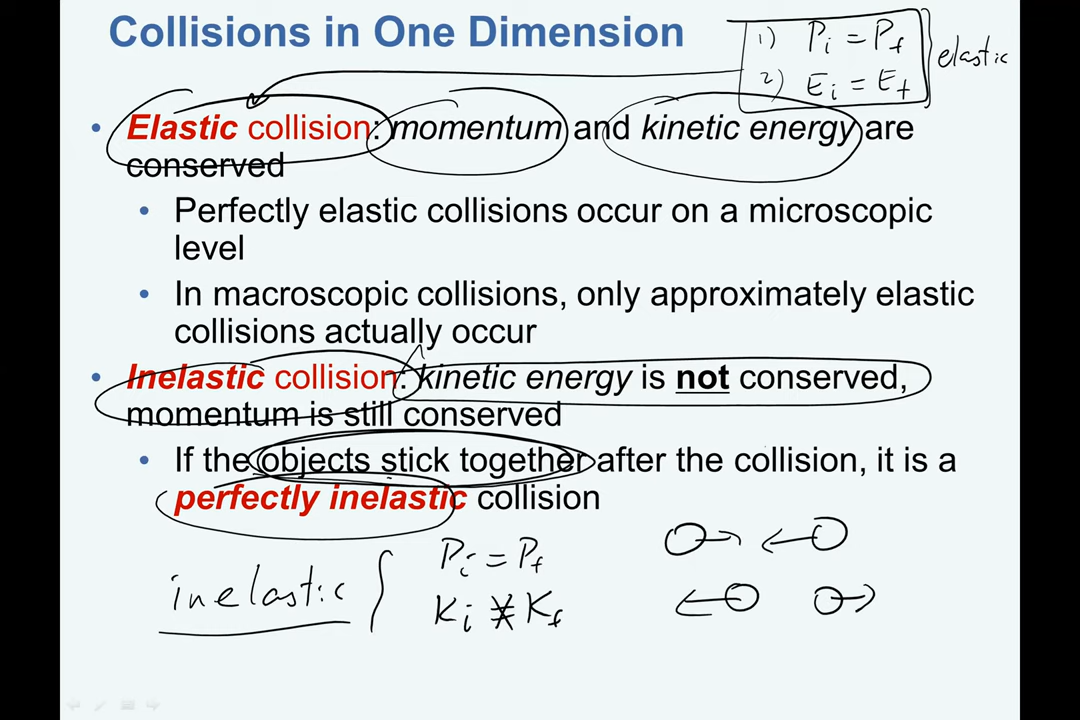 Collisions in One Dimension
1) Pi = Pf
2) Ei = Ef
elastic
• Elastic collision: momentum and kinetic energy are
conserved
• Perfectly elastic collisions occur on a microscopic
level
• In macroscopic collisions, only approximately elastic
collisions actually occur
• Inelastic collision: kinetic energy is not conserved,
momentum is still conserved
• If the objects stick together after the collision, it is a
perfectly inelastic collision
inelastic
Pi = Pf
Ki ≠ Kf